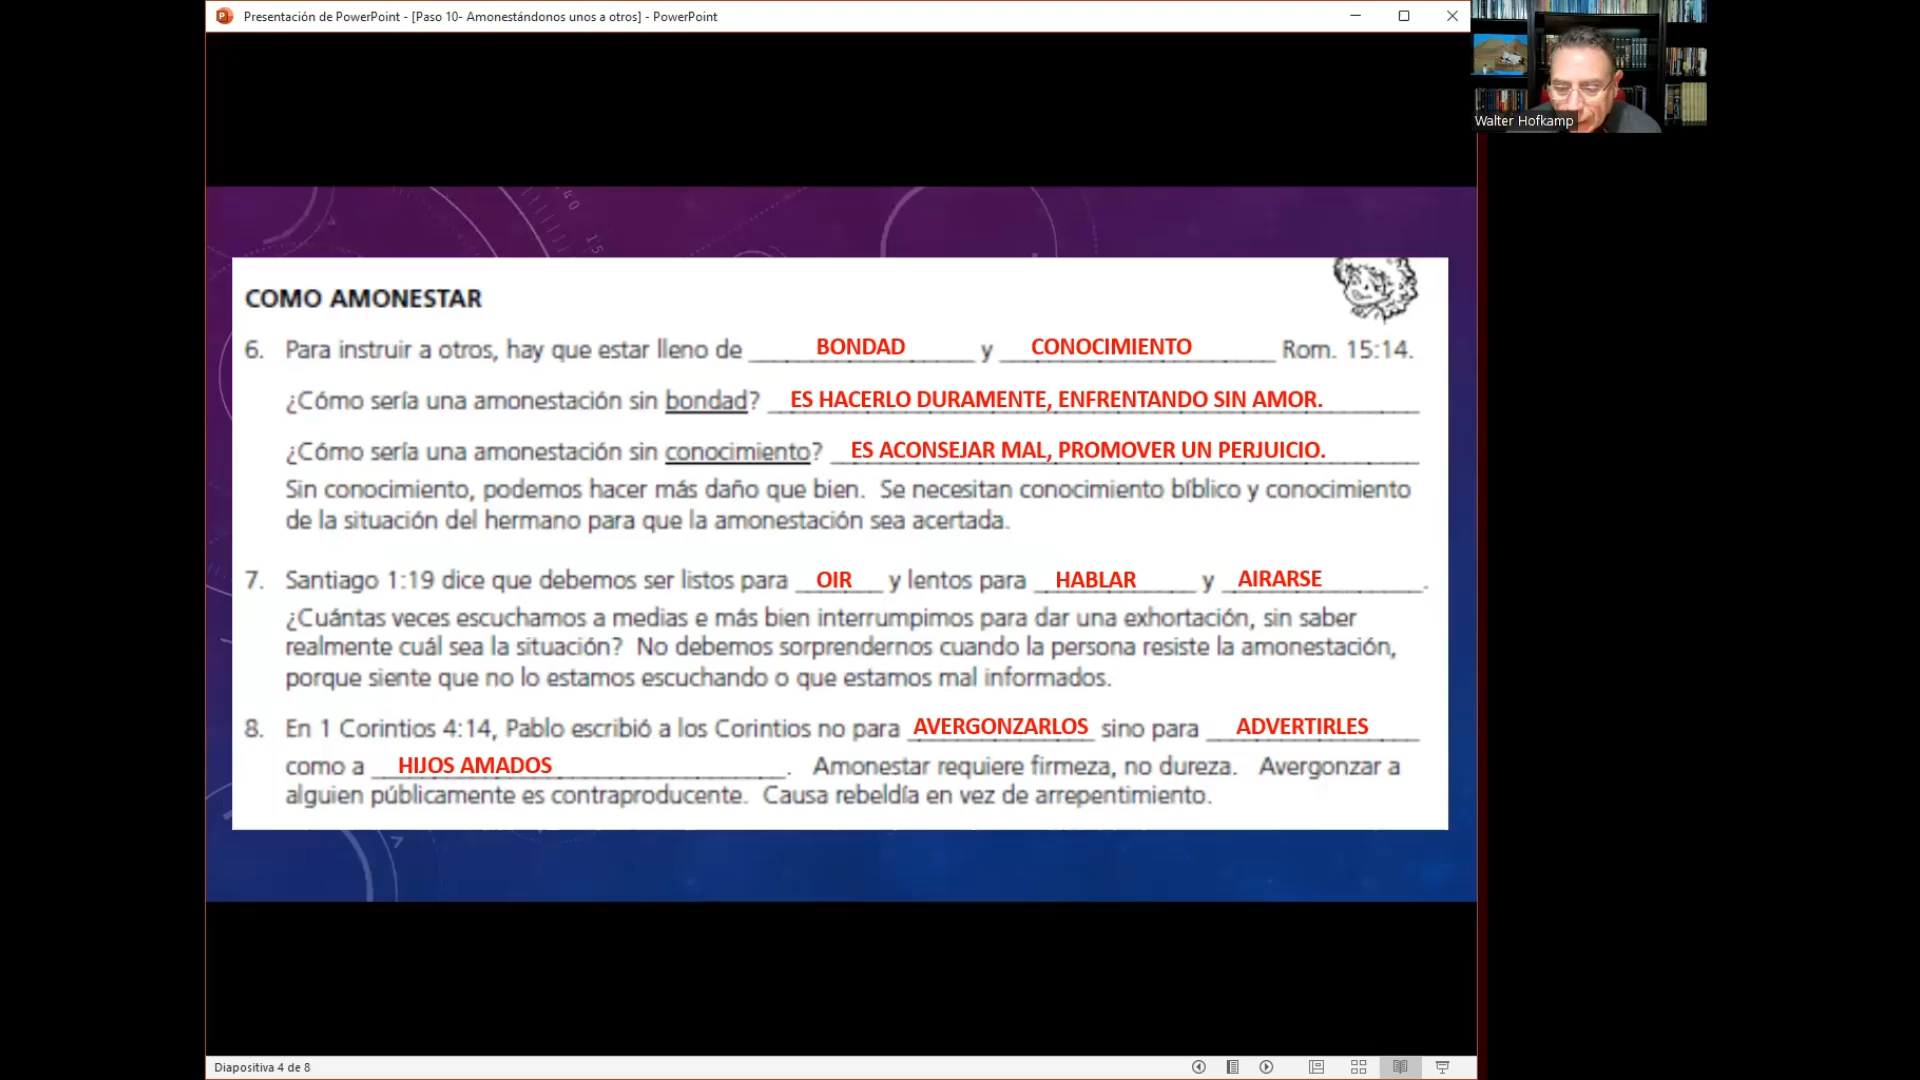 Presentación de PowerPoint - [Paso 10- Amonestándonos unos a otros] - PowerPoint
Walter Hofkamp
COMO AMONESTAR
6. Para instruir a otros, hay que estar lleno de BONDAD y CONOCIMIENTO Rom. 15:14.
¿Cómo sería una amonestación sin bondad? ES HACERLO DURAMENTE, ENFRENTANDO SIN AMOR.
¿Cómo sería una amonestación sin conocimiento? ES ACONSEJAR MAL, PROMOVER UN PERJUICIO.
Sin conocimiento, podemos hacer más daño que bien. Se necesitan conocimiento bíblico y conocimiento
de la situación del hermano para que la amonestación sea acertada.
7. Santiago 1:19 dice que debemos ser listos para OIR y lentos para HABLAR y AIRARSE.
¿Cuántas veces escuchamos a medias e más bien interrumpimos para dar una exhortación, sin saber
realmente cuál sea la situación? No debemos sorprendernos cuando la persona resiste la amonestación,
porque siente que no lo estamos escuchando o que estamos mal informados.
8. En 1 Corintios 4:14, Pablo escribió a los Corintios no para AVERGONZARLOS sino para ADVERTIRLES
como a HIJOS AMADOS. Amonestar requiere firmeza, no dureza. Avergonzar a
alguien públicamente es contraproducente. Causa rebeldía en vez de arrepentimiento.
Diapositiva 4 de 8